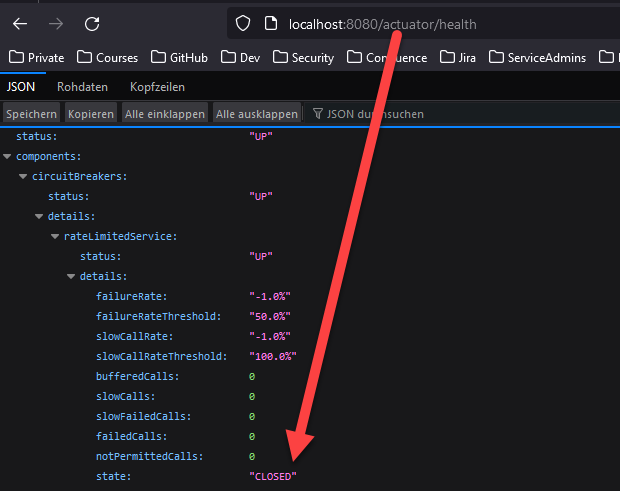 localhost:8080/actuator/health
Private Courses GitHub Dev Security Confluence Jira ServiceAdmins
JSON Rohdaten Kopfzeilen
Speichern Kopieren Alle einklappen Alle ausklappen JSON durchsuchen
status: "UP"
components:
circuitBreakers:
status: "UP"
details:
rateLimitedService:
status: "UP"
details:
failureRate: "-1.0%"
failureRateThreshold: "50.0%"
slowCallRate: "-1.0%"
slowCallRateThreshold: "100.0%"
bufferedCalls: 0
slowCalls: 0
slowFailedCalls: 0
failedCalls: 0
notPermittedCalls: 0
state: "CLOSED"